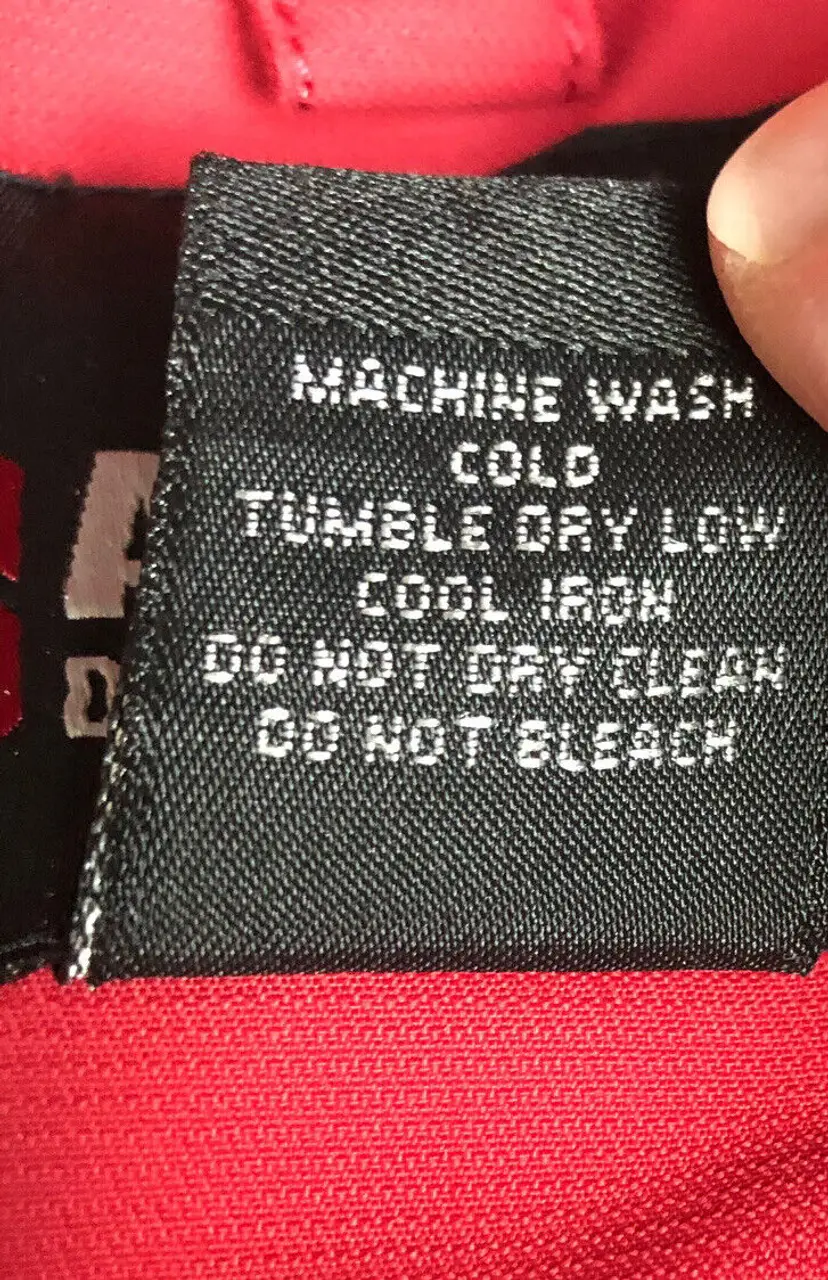 MACHINE WASH
COLD
TUMBLE DRY LOW
COOL IRON
DO NOT DRY CLEAN
DO NOT BLEACH